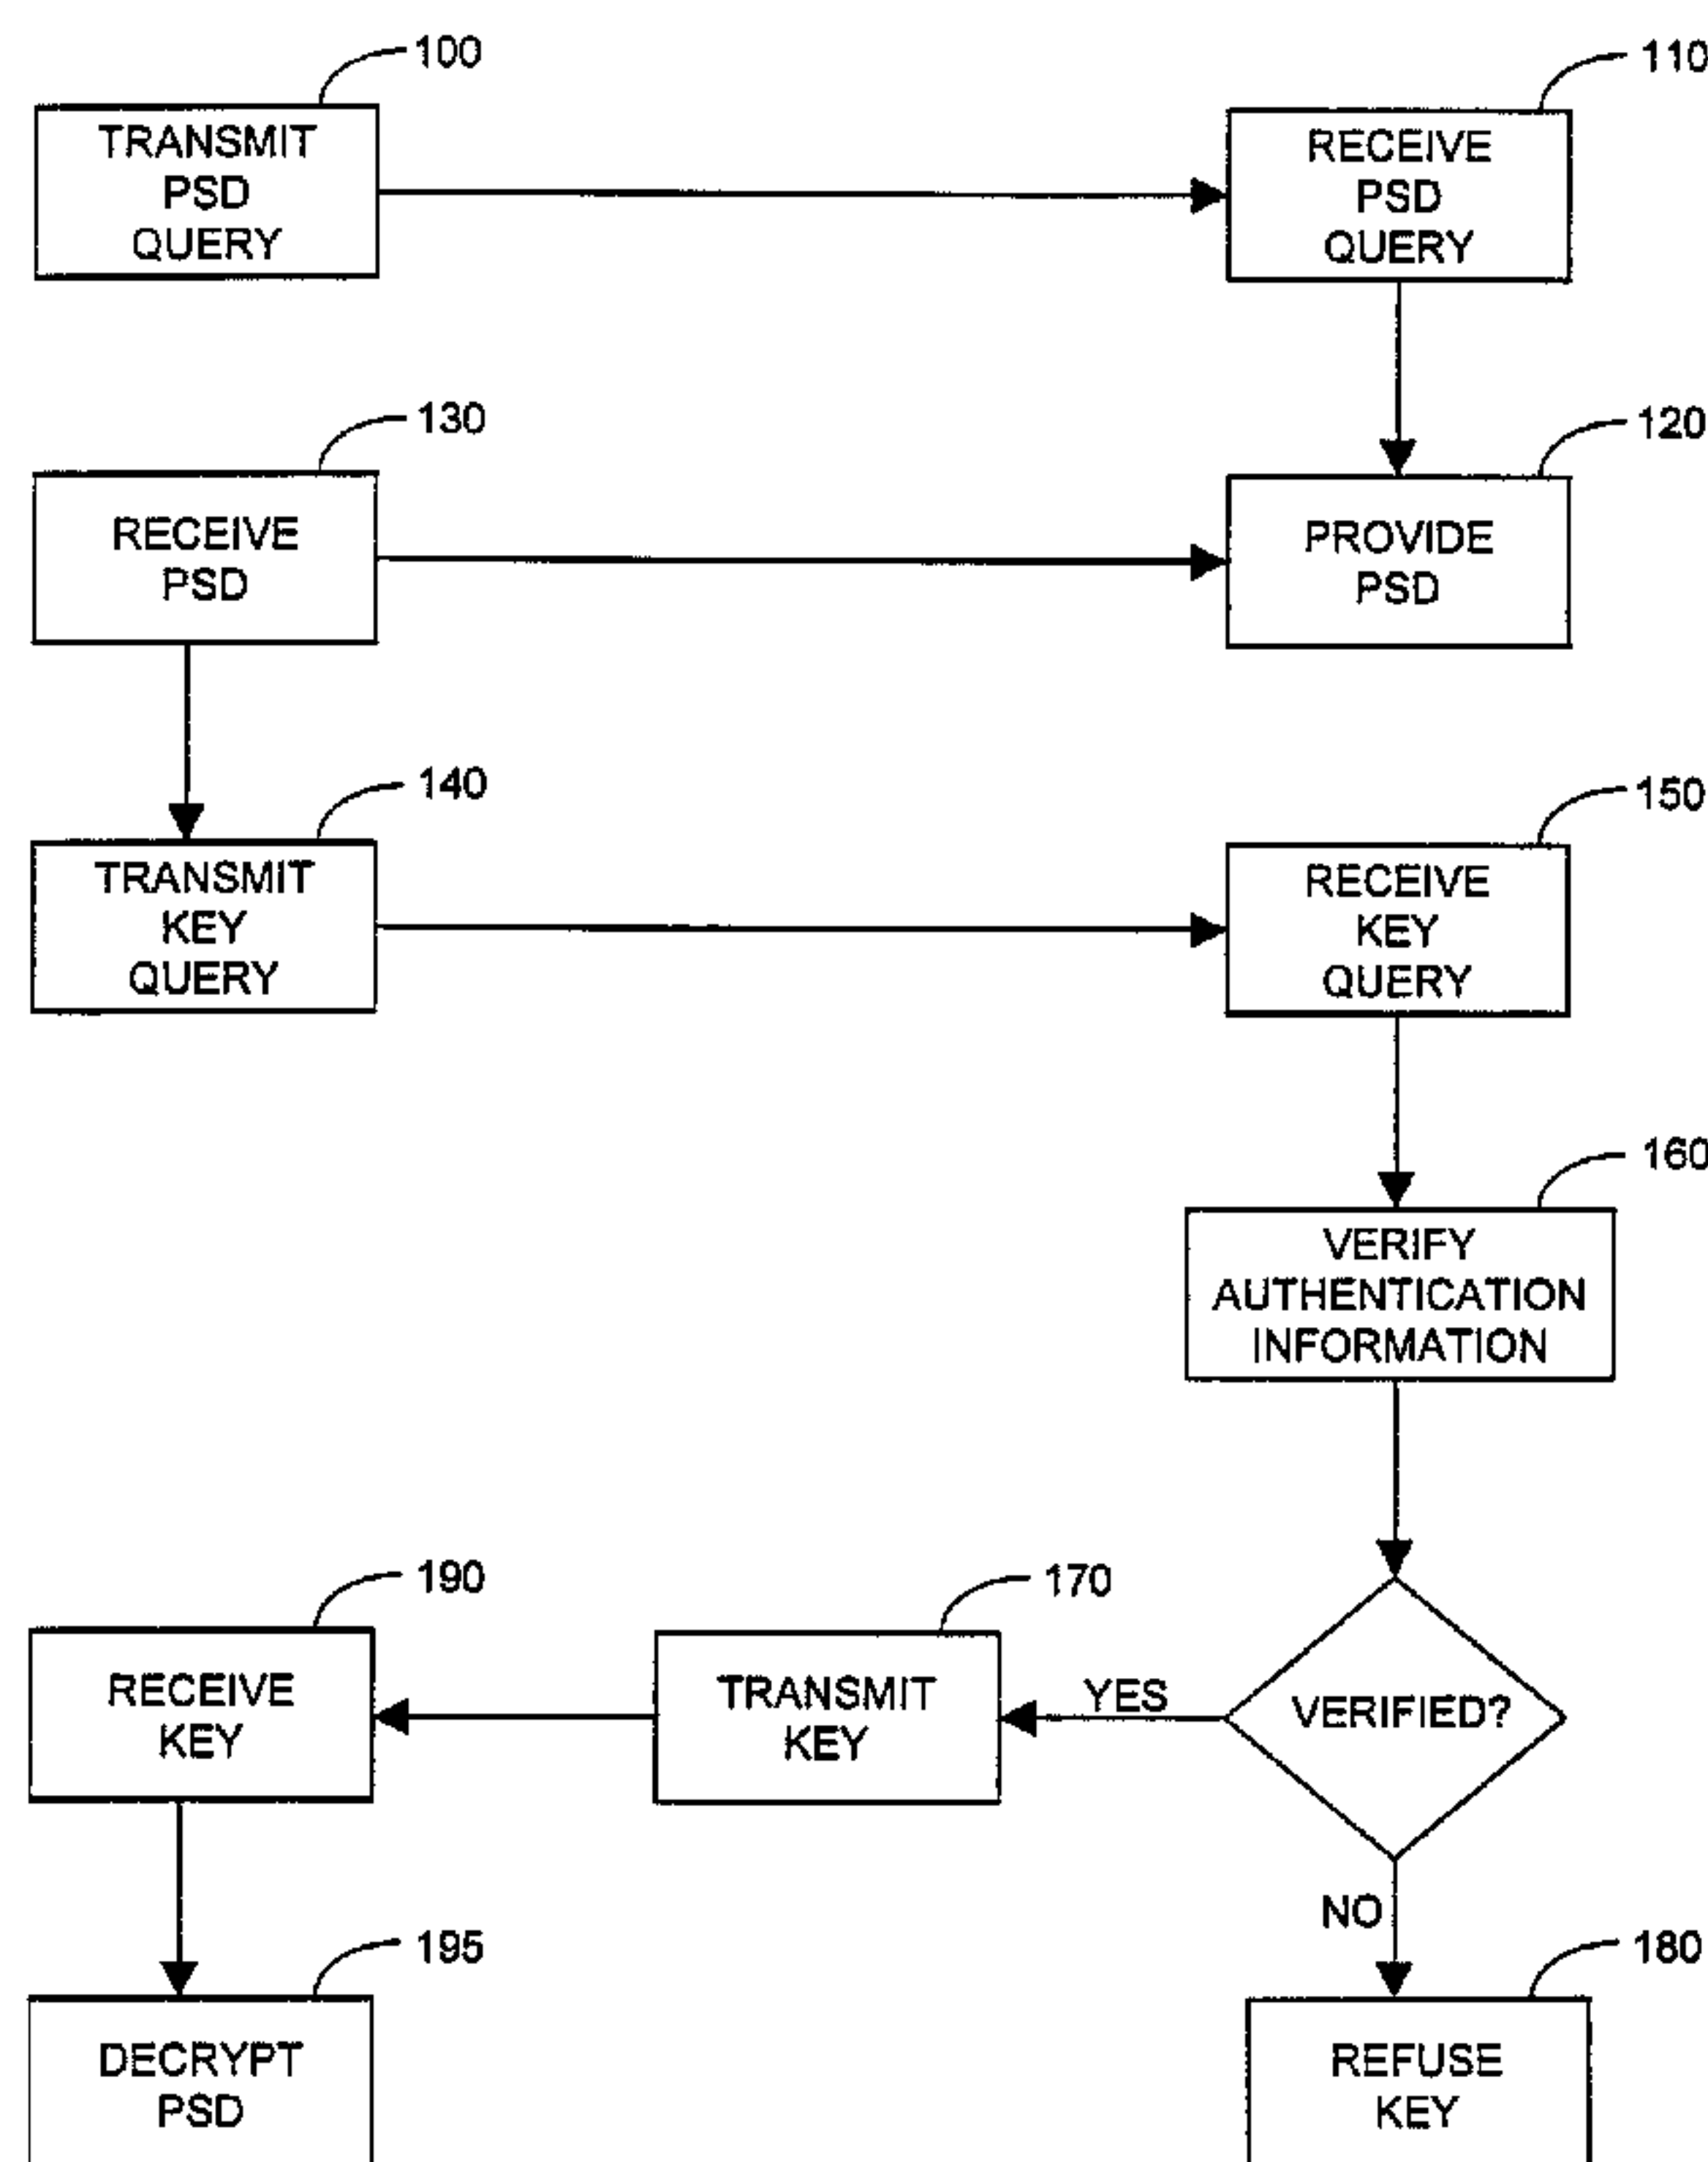 100
110
TRANSMIT
PSD
QUERY
RECEIVE
PSD
QUERY
130
120
RECEIVE
PSD
PROVIDE
PSD
140
150
TRANSMIT
KEY
QUERY
RECEIVE
KEY
QUERY
160
VERIFY
AUTHENTICATION
INFORMATION
190
170
RECEIVE
KEY
TRANSMIT
KEY
YES
VERIFIED?
NO
195
180
DECRYPT
PSD
REFUSE
KEY